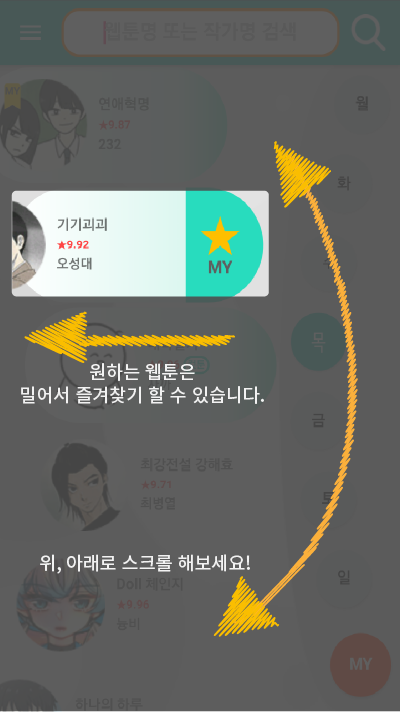 웹툰명 또는 작가명 검색
MY
연애혁명
★9.87
232
월
화
기기괴괴
★9.92
오성대
MY
목
원하는 웹툰은
밀어서 즐겨찾기 할 수 있습니다.
금
최강전설 강해효
★9.71
최병열
토
위, 아래로 스크롤 해보세요!
일
Doll 체인지
★9.96
늠비
MY
하나의 하루